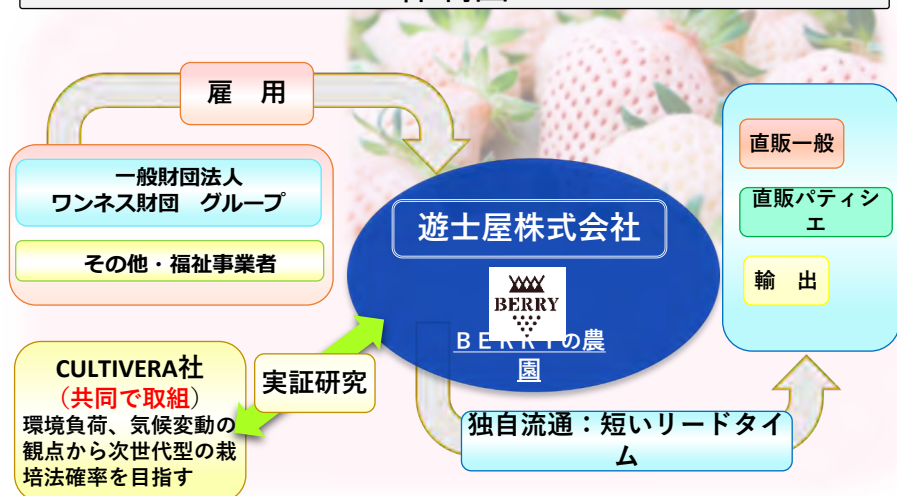 雇　用
一般財団法人
ワンネス財団　グループ
その他・福祉事業者
遊士屋株式会社
BERRY
ＢＥＲＲＹの農
園
直販一般
直販パティシ
エ
輸　出
CULTIVERA社
（共同で取組）
環境負荷、気候変動の
観点から次世代型の栽
培法確率を目指す
実証研究
独自流通：短いリードタイ
ム